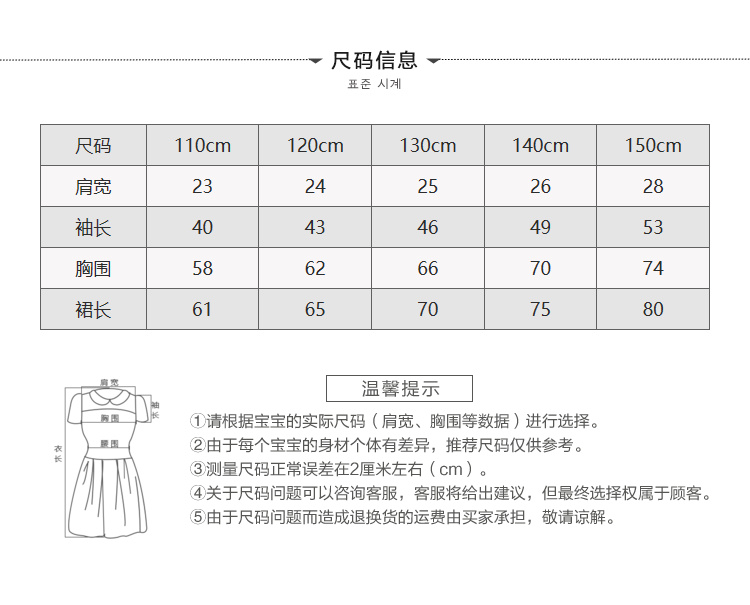 尺码信息
표준 시계
尺码 110cm 120cm 130cm 140cm 150cm
肩宽 23 24 25 26 28
袖长 40 43 46 49 53
胸围 58 62 66 70 74
裙长 61 65 70 75 80
肩宽
袖长
胸围
腰围
衣长
温馨提示
①请根据宝宝的实际尺码（肩宽、胸围等数据）进行选择。
②由于每个宝宝的身材个体有差异，推荐尺码仅供参考。
③测量尺码正常误差在2厘米左右（cm）。
④关于尺码问题可以咨询客服，客服将给出建议，但最终选择权属于顾客。
⑤由于尺码问题而造成退换货的运费由买家承担，敬请谅解。